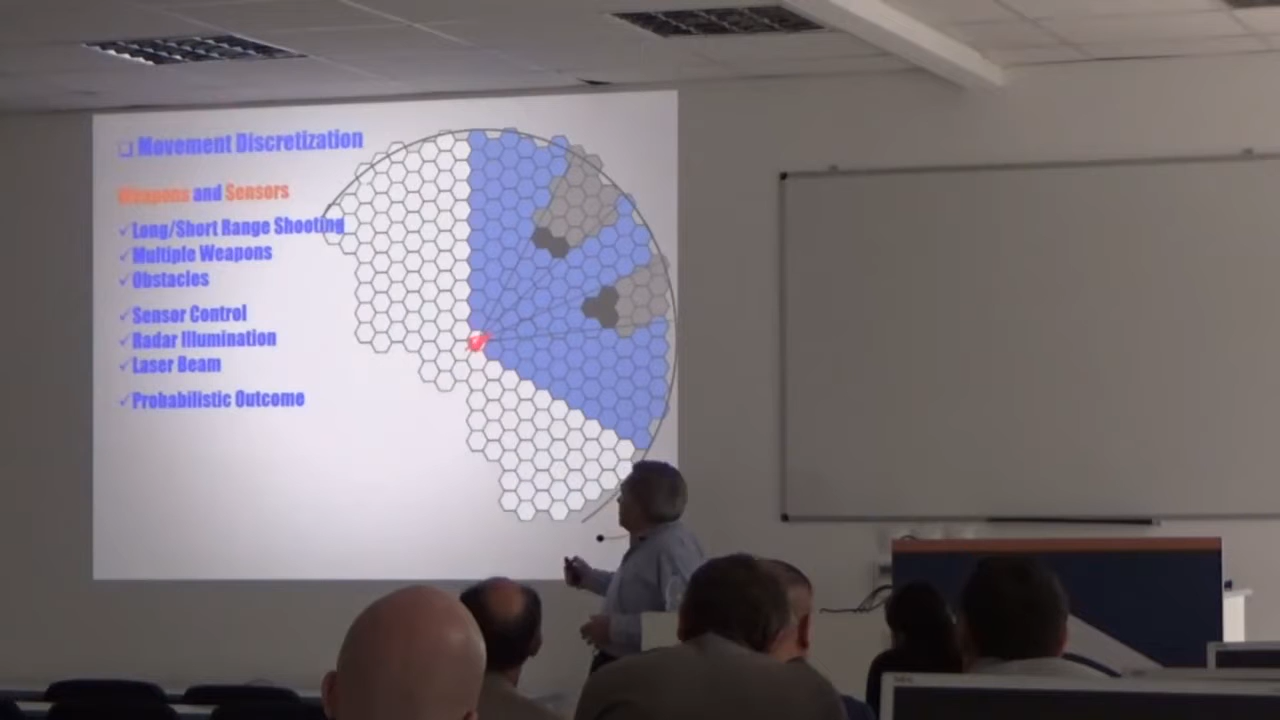 Movement Discretization
Weapons and Sensors
Long/Short Range Shooting
Multiple Weapons
Obstacles
Sensor Control
Radar Illumination
Laser Beam
Probabilistic Outcome